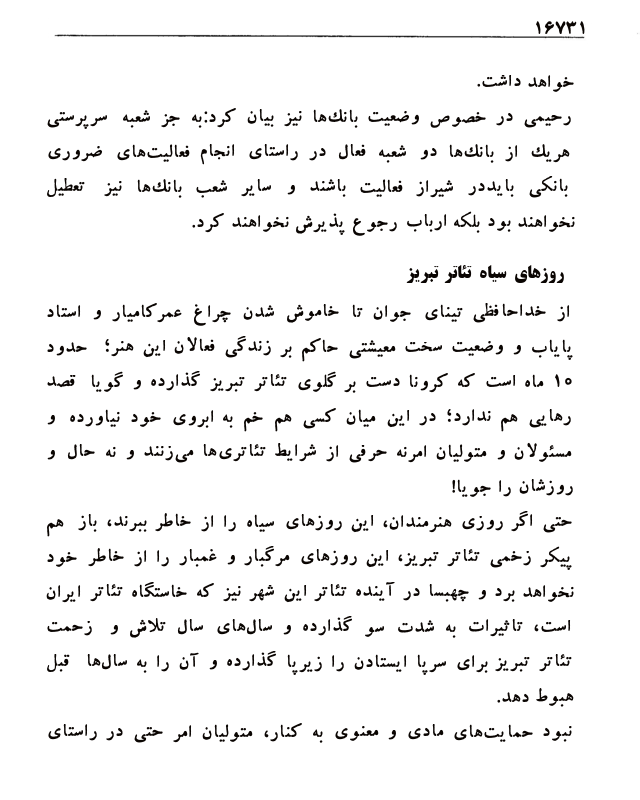 ۱۶۷۳۱
خواهد داشت.
رحیمی در خصوص وضعیت بانك‌ها نیز بیان کرد:به جز شعبه سرپرستی
هریك از بانك‌ها دو شعبه فعال در راستای انجام فعالیت‌های ضروری
بانکی بایددر شیراز فعالیت باشند و سایر شعب بانك‌ها نیز تعطیل
نخواهند بود بلکه ارباب رجوع پذیرش نخواهند کرد.
روزهای سیاه تئاتر تبریز
از خداحافظی تینای جوان تا خاموش شدن چراغ عمرکامیار و استاد
پایاب و وضعیت سخت معیشتی حاکم بر زندگی فعالان این هنر؛ حدود
۱۰ ماه است که کرونا دست بر گلوی تئاتر تبریز گذارده و گویا قصد
رهایی هم ندارد؛ در این میان کسی هم خم به ابروی خود نیاورده و
مسئولان و متولیان امرنه حرفی از شرایط تئاتری‌ها می‌زنند و نه حال و
روزشان را جویا!
حتی اگر روزی هنرمندان، این روزهای سیاه را از خاطر ببرند، باز هم
پیکر زخمی تئاتر تبریز، این روزهای مرگبار و غمبار را از خاطر خود
نخواهد برد و چهبسا در آینده تئاتر این شهر نیز که خاستگاه تئاتر ایران
است، تاثیرات به شدت سو گذارده و سال‌های سال تلاش و زحمت
تئاتر تبریز برای سرپا ایستادن را زیرپا گذارده و آن را به سال‌ها قبل
هبوط دهد.
نبود حمایت‌های مادی و معنوی به کنار، متولیان امر حتی در راستای